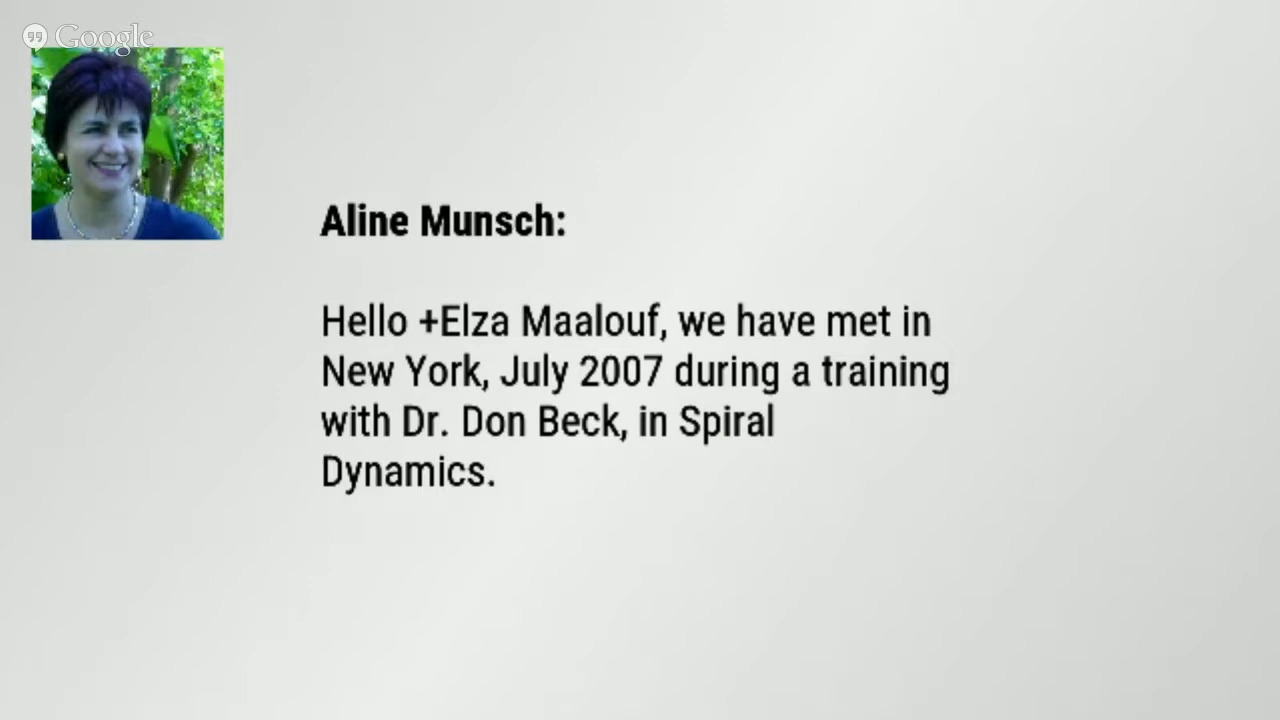 Google
Aline Munsch:
Hello +Elza Maalouf, we have met in
New York, July 2007 during a training
with Dr. Don Beck, in Spiral
Dynamics.